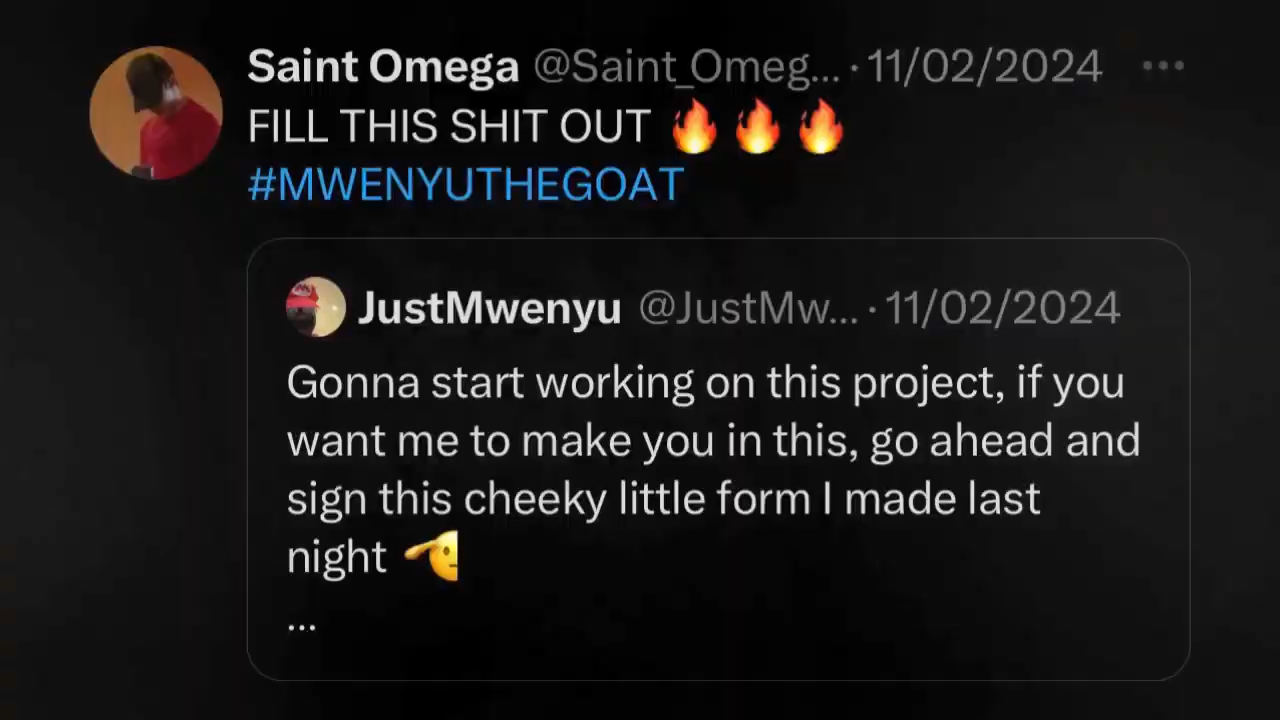 Saint Omega @Saint_Omeg... · 11/02/2024
FILL THIS SHIT OUT 🔥🔥🔥
#MWENYUTHEGOAT
JustMwenyu @JustMw... · 11/02/2024
Gonna start working on this project, if you
want me to make you in this, go ahead and
sign this cheeky little form I made last
night
...